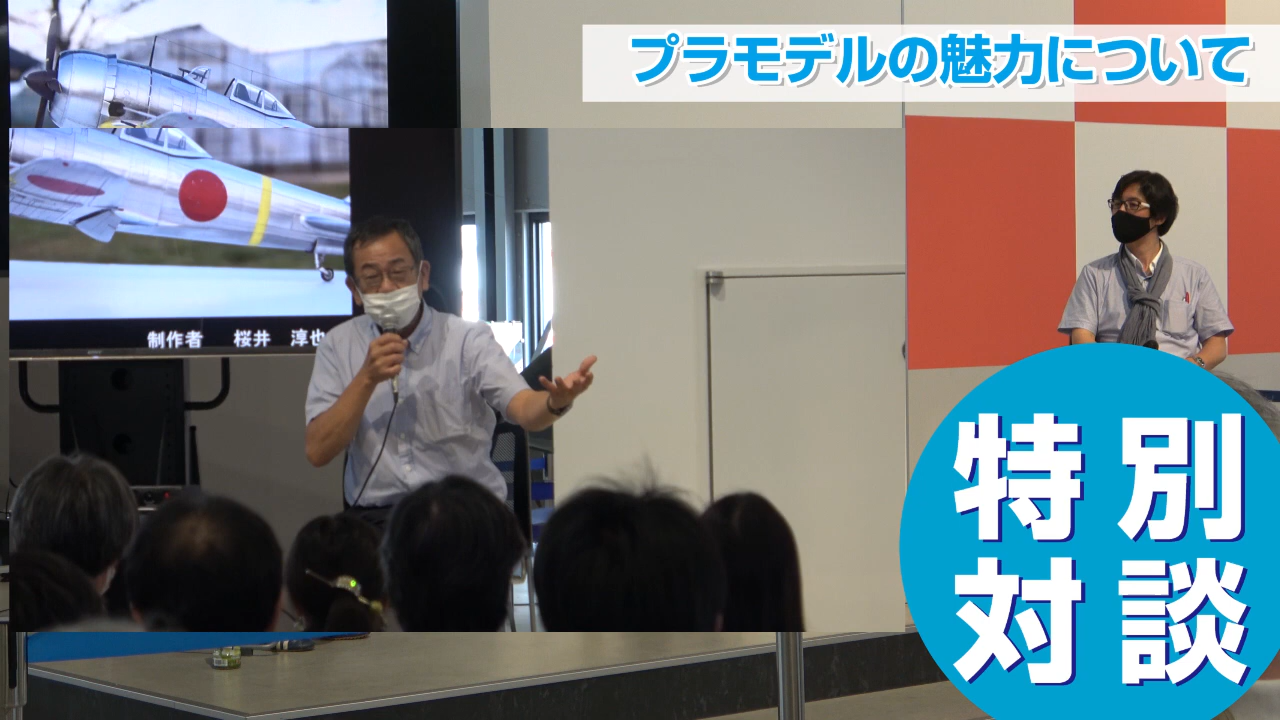 プラモデルの魅力について
制作者 桜井 淳也
特別
対談